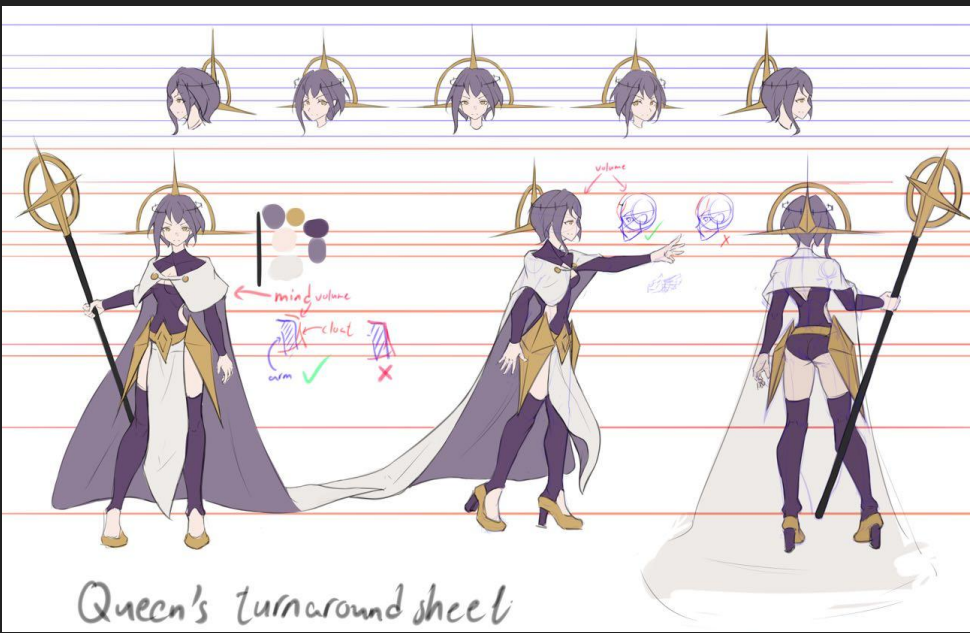 volume
mind volume
cloat
arm
Queen's turnaround sheet